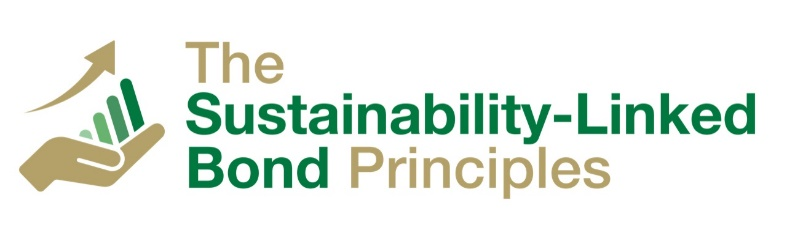 The
Sustainability-Linked
Bond Principles